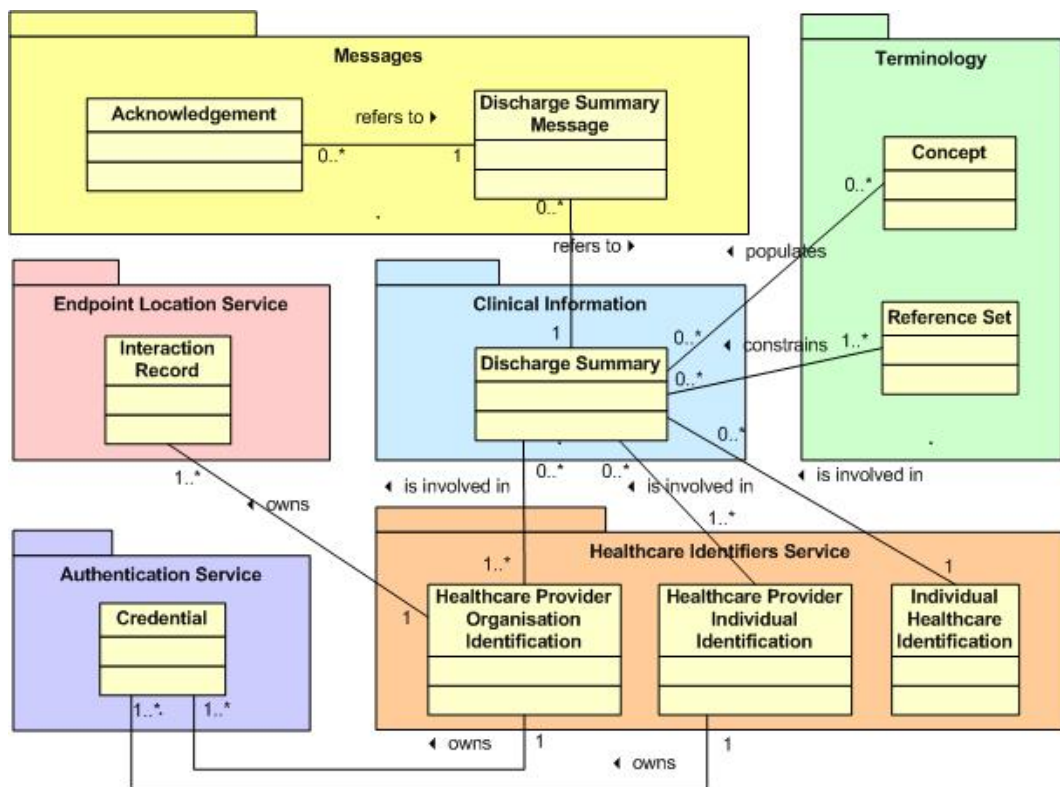 Messages
Terminology
Acknowledgement
refers to ▸
Discharge Summary
Message
0..*
1
Concept
0..*
0..*
refers to ▸
◂ populates
Endpoint Location Service
Clinical Information
Interaction
Record
1
Discharge Summary
0..*
◂ constrains
0..*
1..*
Reference Set
0..*
1..*
◂ is involved in
0..*
0..*
◂ is involved in
◂ is involved in
◂ owns
1..*
Healthcare Identifiers Service
1..*
1
Authentication Service
Credential
1
Healthcare Provider
Organisation
Identification
Healthcare Provider
Individual
Identification
Individual
Healthcare
Identification
1..*
1..*
◂ owns
1
◂ owns
1